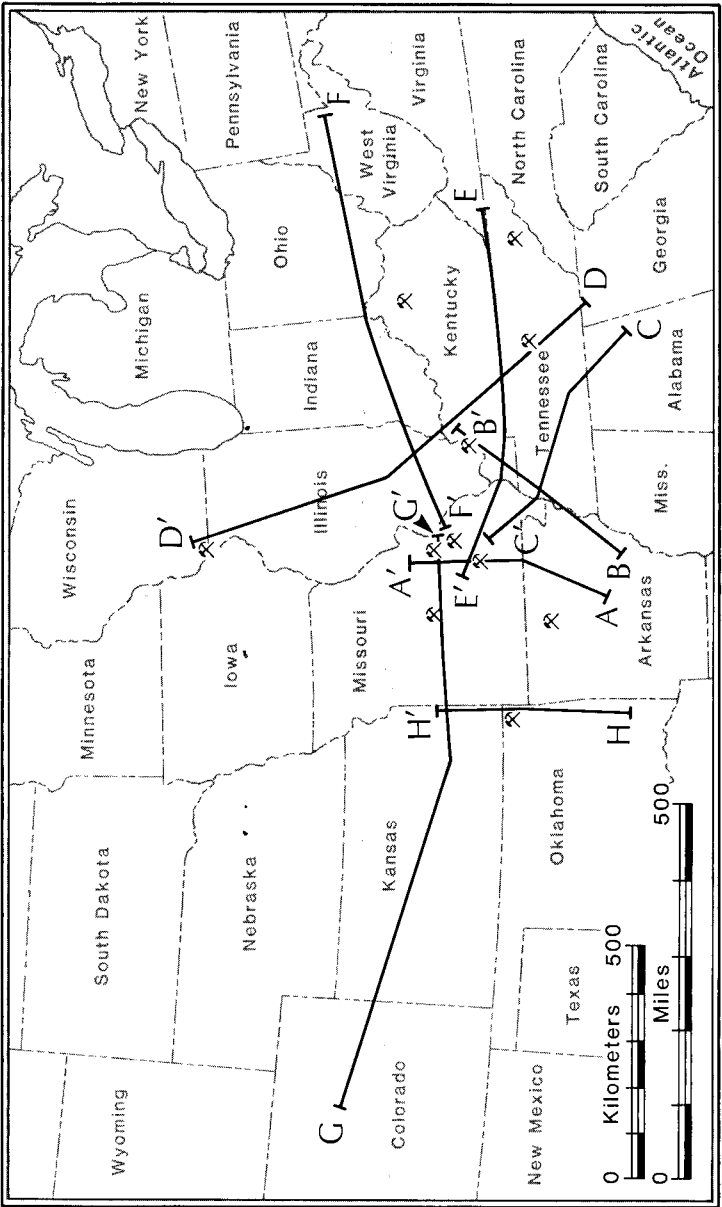 Wyoming
South Dakota
Minnesota
Wisconsin
Michigan
New York
Pennsylvania
Nebraska
Iowa
Illinois
Indiana
Ohio
West
Virginia
Virginia
Colorado
Kansas
Missouri
Kentucky
North Carolina
New Mexico
Texas
Oklahoma
Arkansas
Tennessee
South Carolina
Miss.
Alabama
Georgia
Atlantic
Ocean
G
G′
H′
H
A′
A
E′
E
D′
D
F′
F
C′
C
B′
B
0 Kilometers 500
0 Miles 500